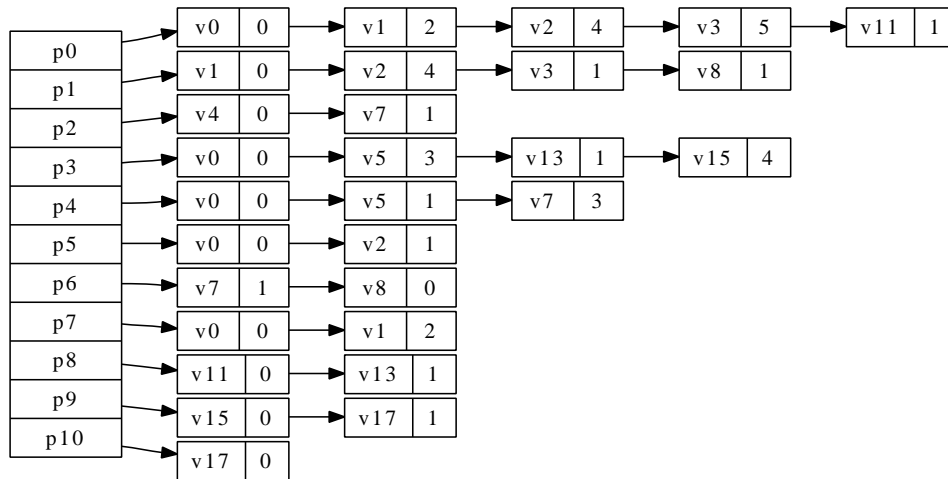 p0 v0 0 v1 2 v2 4 v3 5 v11 1
p1 v1 0 v2 4 v3 1 v8 1
p2 v4 0 v7 1
p3 v0 0 v5 3 v13 1 v15 4
p4 v0 0 v5 1 v7 3
p5 v0 0 v2 1
p6 v7 1 v8 0
p7 v0 0 v1 2
p8 v11 0 v13 1
p9 v15 0 v17 1
p10 v17 0